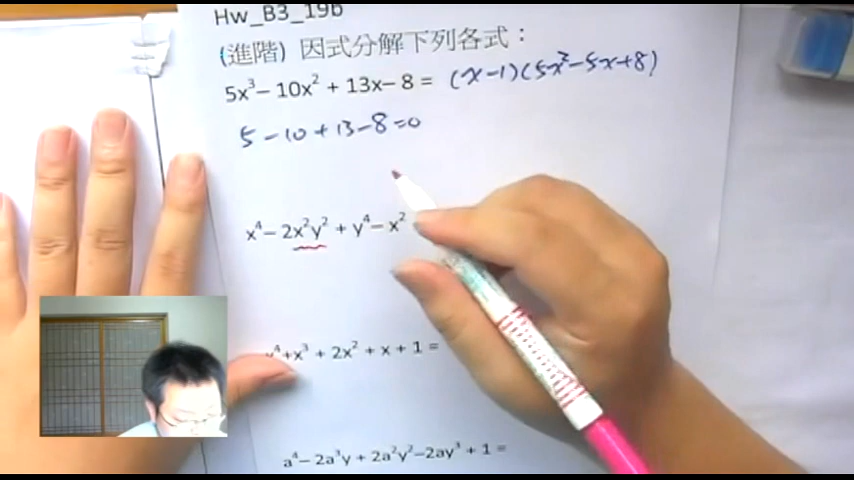 Hw_B3_19b
(進階) 因式分解下列各式：
5x³ − 10x² + 13x − 8 = (x−1)(5x²−5x+8)
5−10+13−8=0
x⁴ − 2x²y² + y⁴ − x²
x⁴+x³ + 2x² + x + 1 =
a⁴ − 2a³y + 2a²y² −2ay³ + 1 =